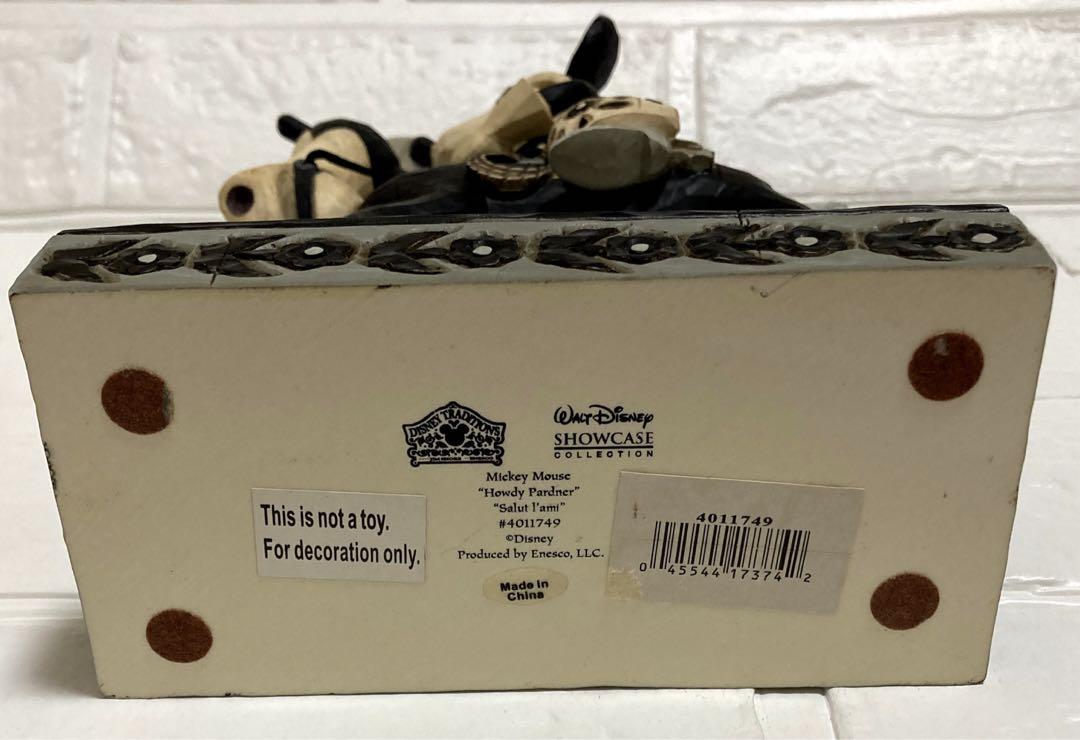 DISNEY TRADITIONS
WALT DISNEY
SHOWCASE
COLLECTION
Mickey Mouse
“Howdy Pardner”
“Salut l'ami”
#4011749
©Disney
Produced by Enesco, LLC.
This is not a toy.
For decoration only.
Made in
China
4011749
0 45544 17374 2